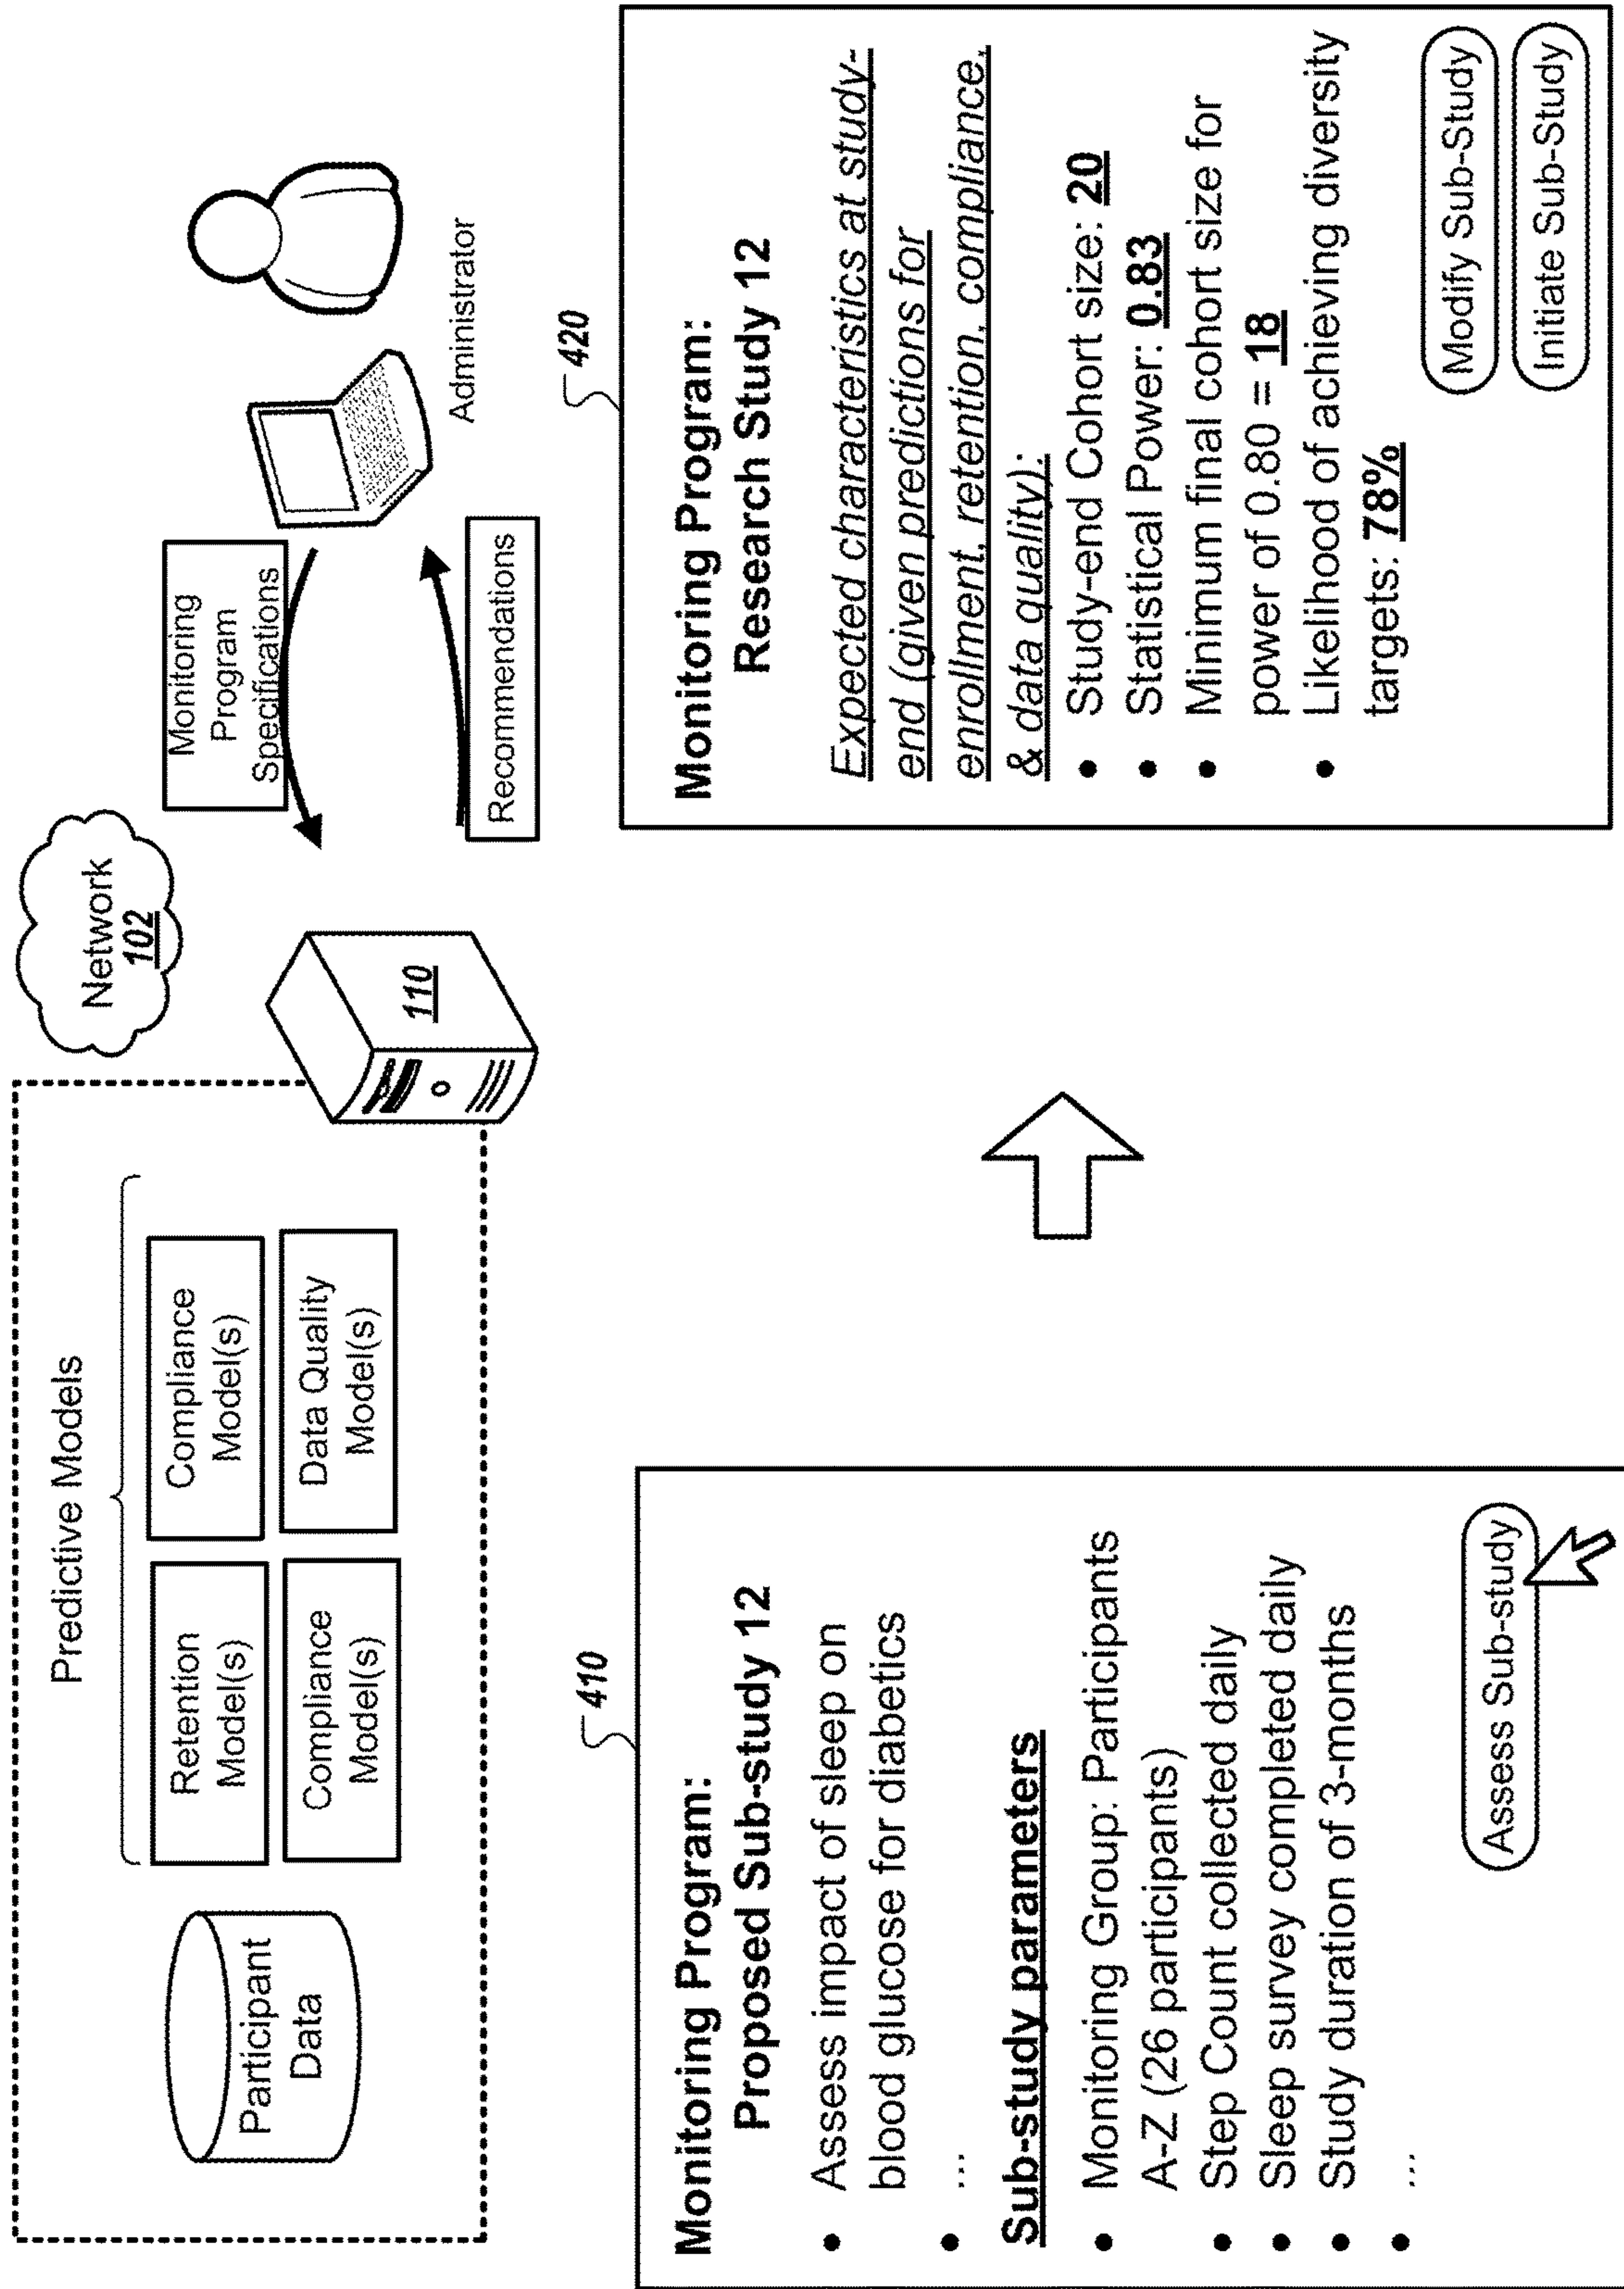 Predictive Models
Participant
Data
Retention
Model(s)
Compliance
Model(s)
Compliance
Model(s)
Data Quality
Model(s)
Network
102
110
Monitoring
Program
Specifications
Recommendations
Administrator
410
Monitoring Program:
Proposed Sub-study 12
• Assess impact of sleep on
blood glucose for diabetics
• ...
Sub-study parameters
• Monitoring Group: Participants
A-Z (26 participants)
• Step Count collected daily
• Sleep survey completed daily
• Study duration of 3-months
• ...
Assess Sub-study
420
Monitoring Program:
Research Study 12
Expected characteristics at study-
end (given predictions for
enrollment, retention, compliance,
& data quality):
• Study-end Cohort size: 20
• Statistical Power: 0.83
• Minimum final cohort size for
power of 0.80 = 18
• Likelihood of achieving diversity
targets: 78%
Modify Sub-Study
Initiate Sub-Study